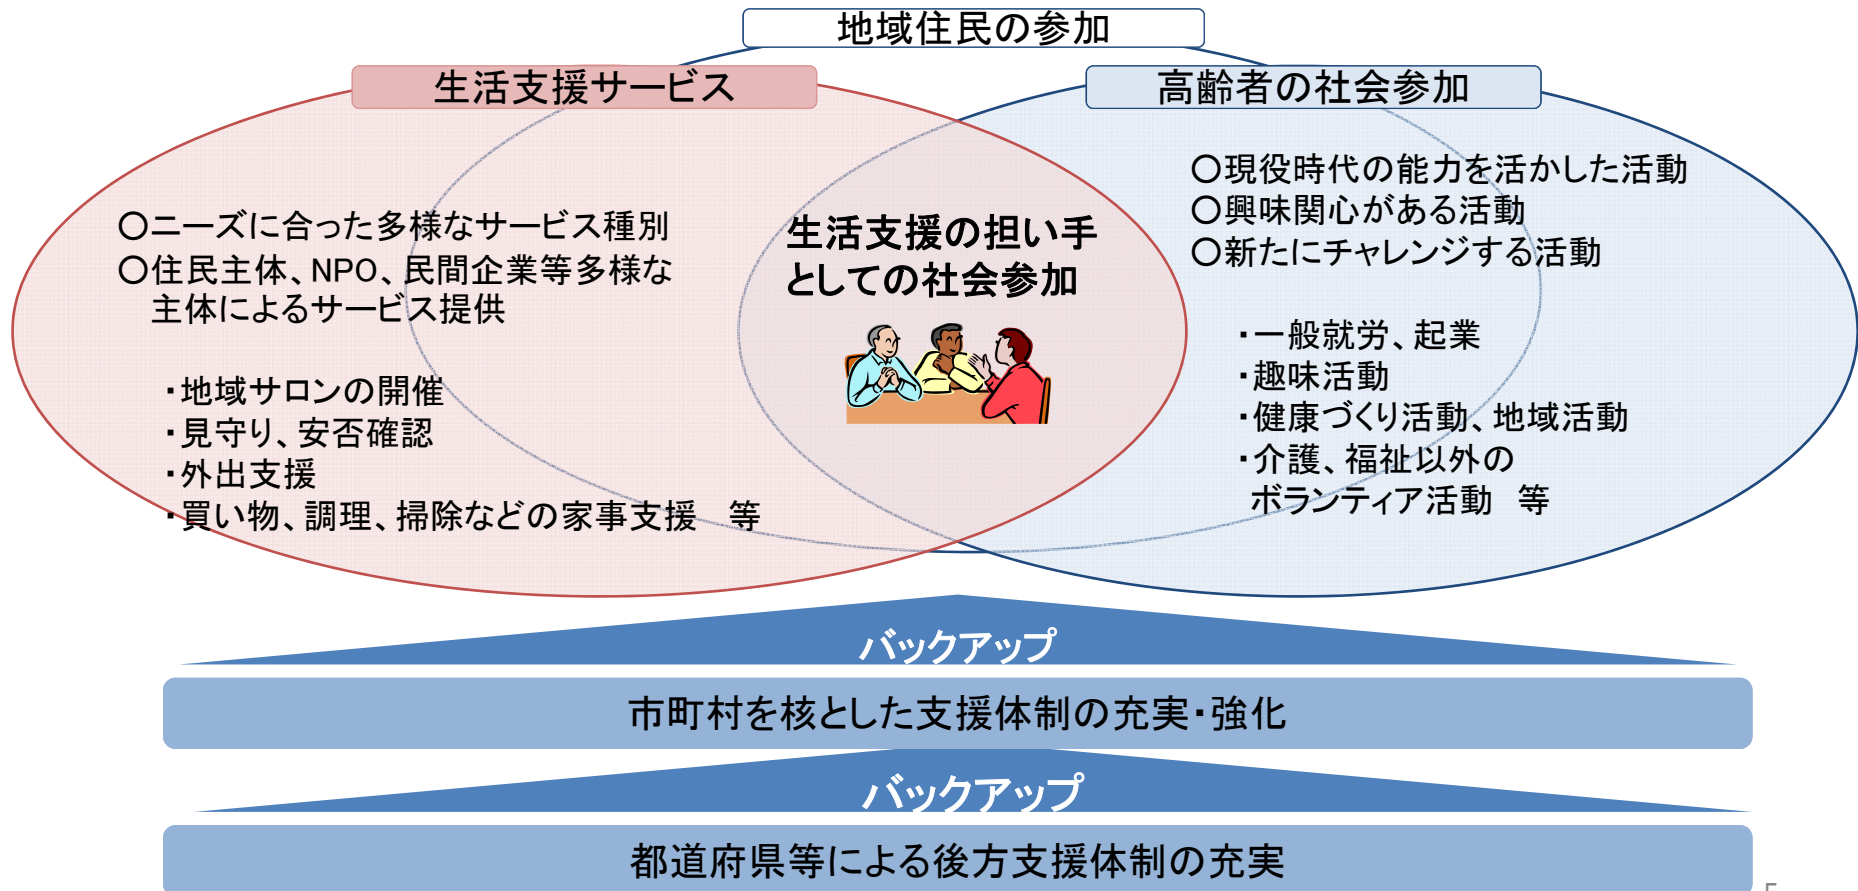 地域住民の参加
生活支援サービス
高齢者の社会参加
○ニーズに合った多様なサービス種別
○住民主体、NPO、民間企業等多様な
主体によるサービス提供
・地域サロンの開催
・見守り、安否確認
・外出支援
・買い物、調理、掃除などの家事支援　等
生活支援の担い手
としての社会参加
○現役時代の能力を活かした活動
○興味関心がある活動
○新たにチャレンジする活動
・一般就労、起業
・趣味活動
・健康づくり活動、地域活動
・介護、福祉以外の
ボランティア活動　等
バックアップ
市町村を核とした支援体制の充実・強化
バックアップ
都道府県等による後方支援体制の充実